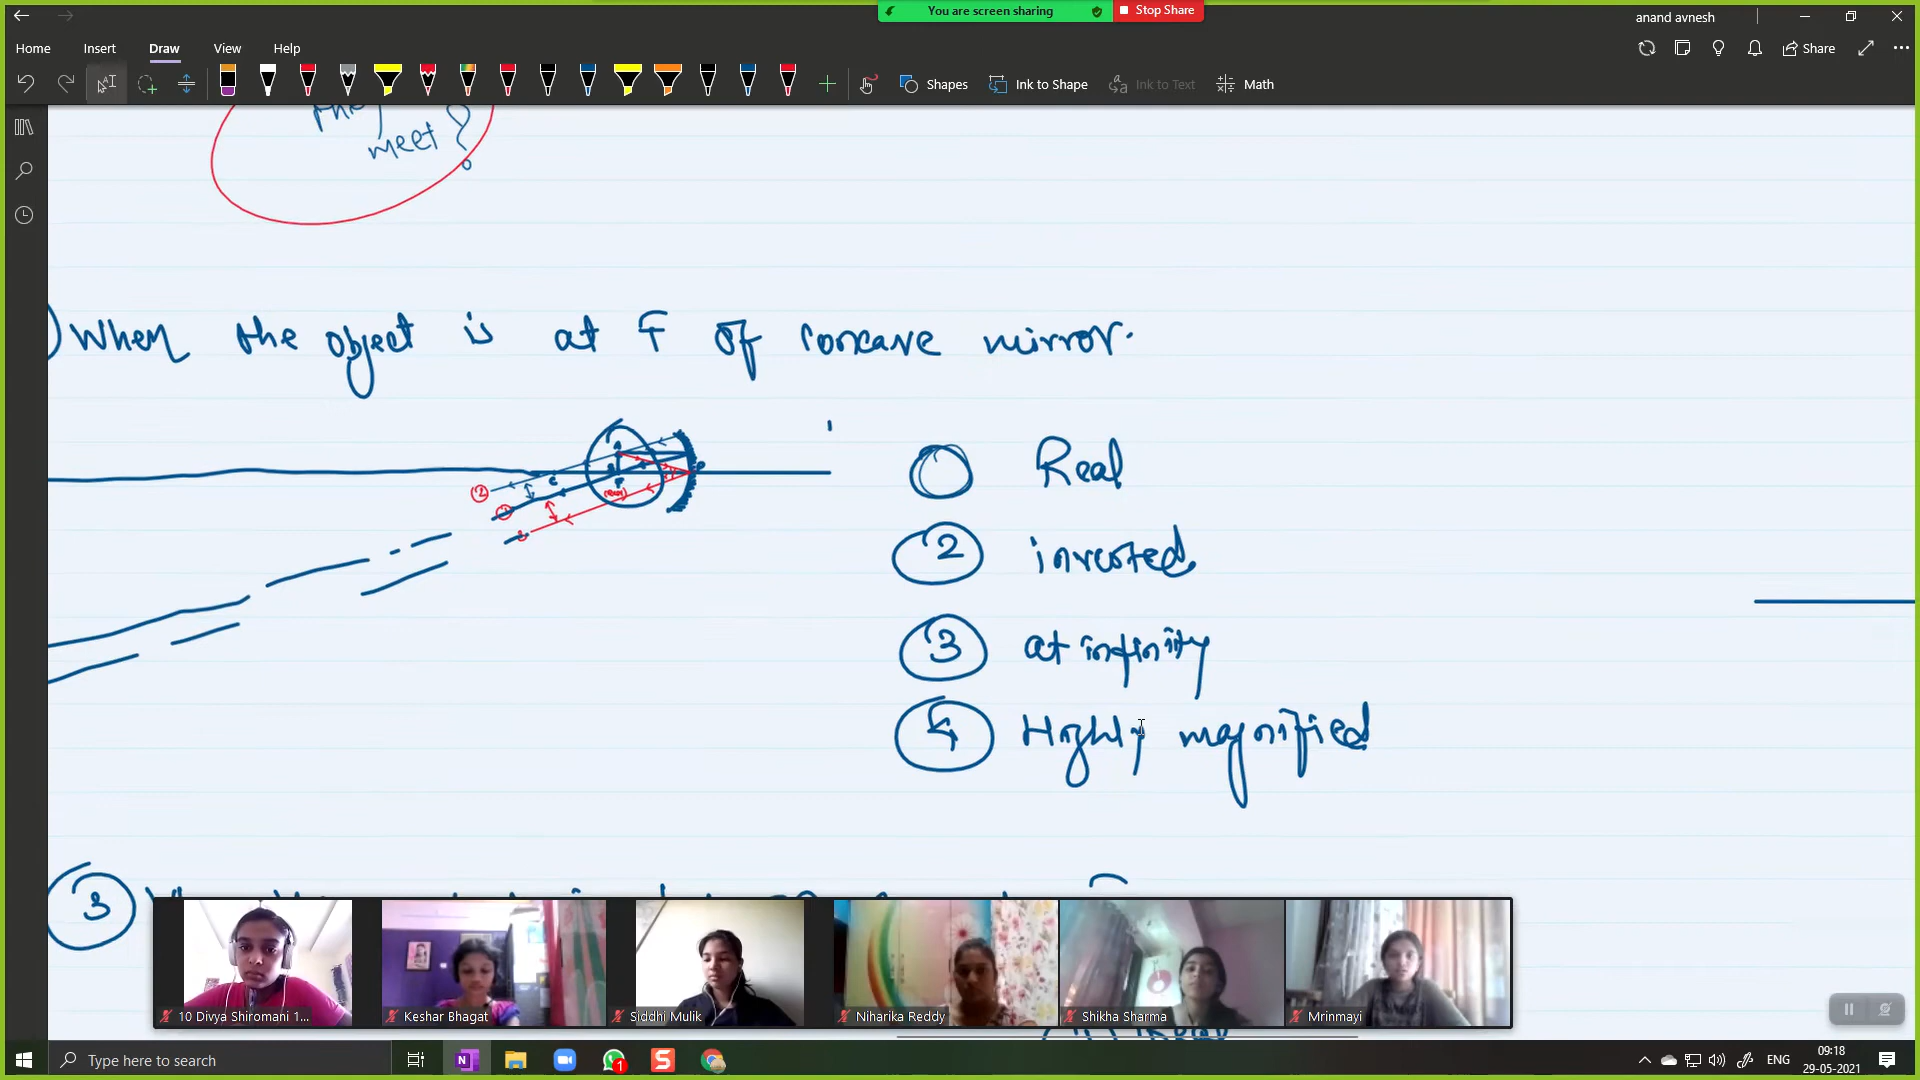 You are screen sharing
Stop Share
anand avnesh
Home Insert Draw View Help
Share
Shapes
Ink to Shape
Ink to Text
Math
the
meet?
) When the object is at F of concave mirror.
Real
2 inverted
3 at infinity
4 Highly magnified
3
10 Divya Shiromani 1...
Keshar Bhagat
Siddhi Mulik
Niharika Reddy
Shikha Sharma
Mrinmayi
Type here to search
1
ENG
09:18
29-05-2021